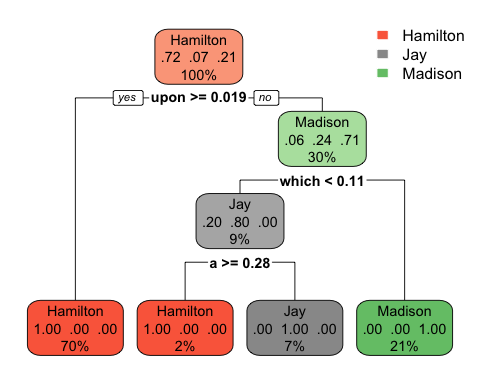 Hamilton
.72 .07 .21
100%
Hamilton
Jay
Madison
yes upon >= 0.019 no
Madison
.06 .24 .71
30%
which < 0.11
Jay
.20 .80 .00
9%
a >= 0.28
Hamilton
1.00 .00 .00
70%
Hamilton
1.00 .00 .00
2%
Jay
.00 1.00 .00
7%
Madison
.00 .00 1.00
21%